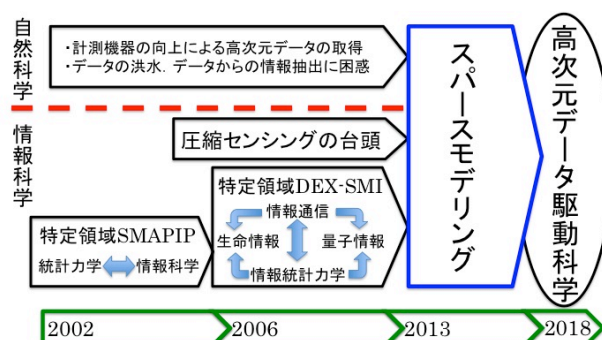 自然科学
・計測機器の向上による高次元データの取得
・データの洪水．データからの情報抽出に困惑
情報科学
圧縮センシングの台頭
特定領域DEX-SMI
情報通信
生命情報
量子情報
情報統計力学
特定領域SMAPIP
統計力学
情報科学
スパースモデリング
高次元データ駆動科学
2002
2006
2013
2018